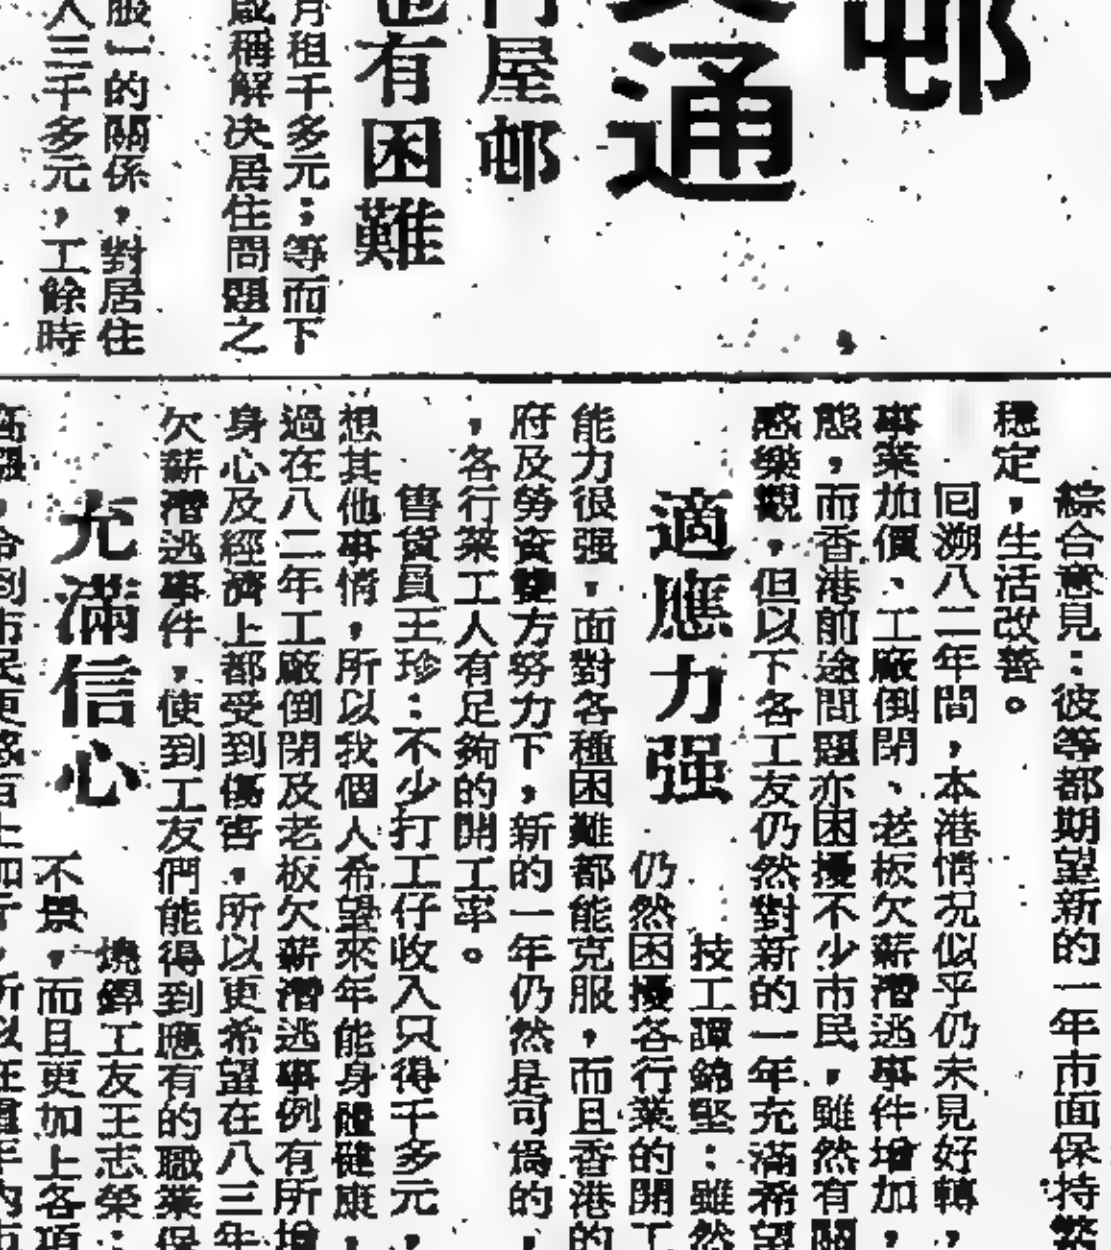 邨
通
行屋邨
也有困難
月租千多元；等而下
咸稱解决居住問題之
服一的關係，對居住
人三千多元，工餘時
綜合意見：彼等都期望新的一年市面保持繁
穩定，生活改善。
囘溯八二年間，本港情况似乎仍未見好轉，
事業加價、工廠倒閉、老板欠薪潛逃事件增加，
態，而香港前途問題亦困擾不少市民，雖然有關
感樂觀，但以下各工友仍然對新的一年充滿希望
適應力强
技工譚錦堅：雖然
仍然困擾各行業的開工
能力很强，面對各種困難都能克服，而且香港的
府及勞資雙方努力下，新的一年仍然是可爲的，
，各行業工人有足夠的開工率。
售貨員王珍：不少打工仔收入只得千多元，
想其他事情，所以我個人希望來年能身體健康，
過在八二年工廠倒閉及老板欠薪潛逃事例有所增
身心及經濟上都受到傷害，所以更希望在八三年
欠薪潛逃事件，使到工友們能得到應有的職業保
充滿信心
燒銲工友王志榮：
不景，而且更加上各項